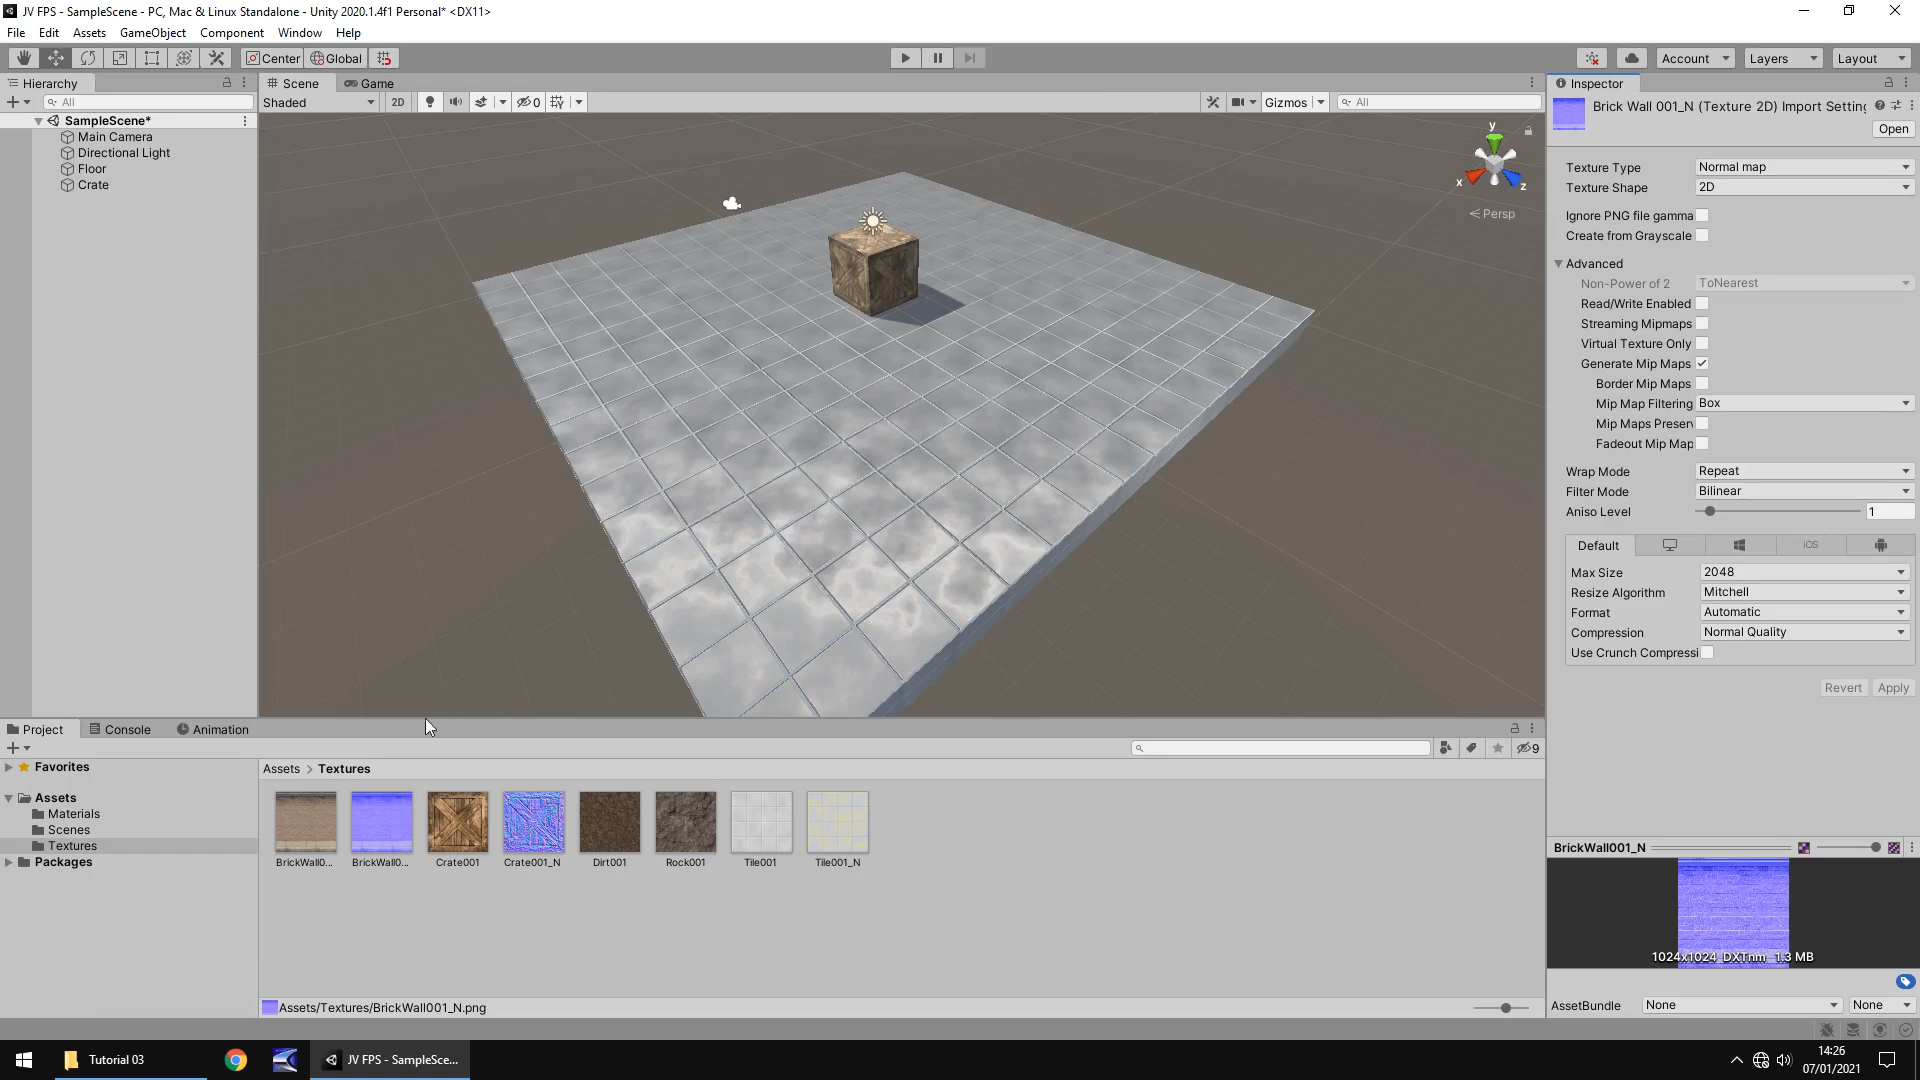 JV FPS - SampleScene - PC, Mac & Linux Standalone - Unity 2020.1.4f1 Personal* <DX11>
File Edit Assets GameObject Component Window Help
Center Global Account Layers Layout
Hierarchy
All
SampleScene*
Main Camera
Directional Light
Floor
Crate
Scene Game
Shaded 2D 0 Gizmos All
y
x
z
Persp
Inspector
Brick Wall 001_N (Texture 2D) Import Setting
Open
Texture Type Normal map
Texture Shape 2D
Ignore PNG file gamma
Create from Grayscale
Advanced
Non-Power of 2 ToNearest
Read/Write Enabled
Streaming Mipmaps
Virtual Texture Only
Generate Mip Maps
Border Mip Maps
Mip Map Filtering Box
Mip Maps Preserv
Fadeout Mip Map
Wrap Mode Repeat
Filter Mode Bilinear
Aniso Level 1
Default iOS
Max Size 2048
Resize Algorithm Mitchell
Format Automatic
Compression Normal Quality
Use Crunch Compressi
Revert Apply
Project Console Animation
9
Favorites
Assets
Materials
Scenes
Textures
Packages
Assets > Textures
BrickWall0... BrickWall0... Crate001 Crate001_N Dirt001 Rock001 Tile001 Tile001_N
Assets/Textures/BrickWall001_N.png
BrickWall001_N
1024x1024 DXTnm 1.3 MB
AssetBundle None None
Tutorial 03
JV FPS - SampleSce...
14:26
07/01/2021